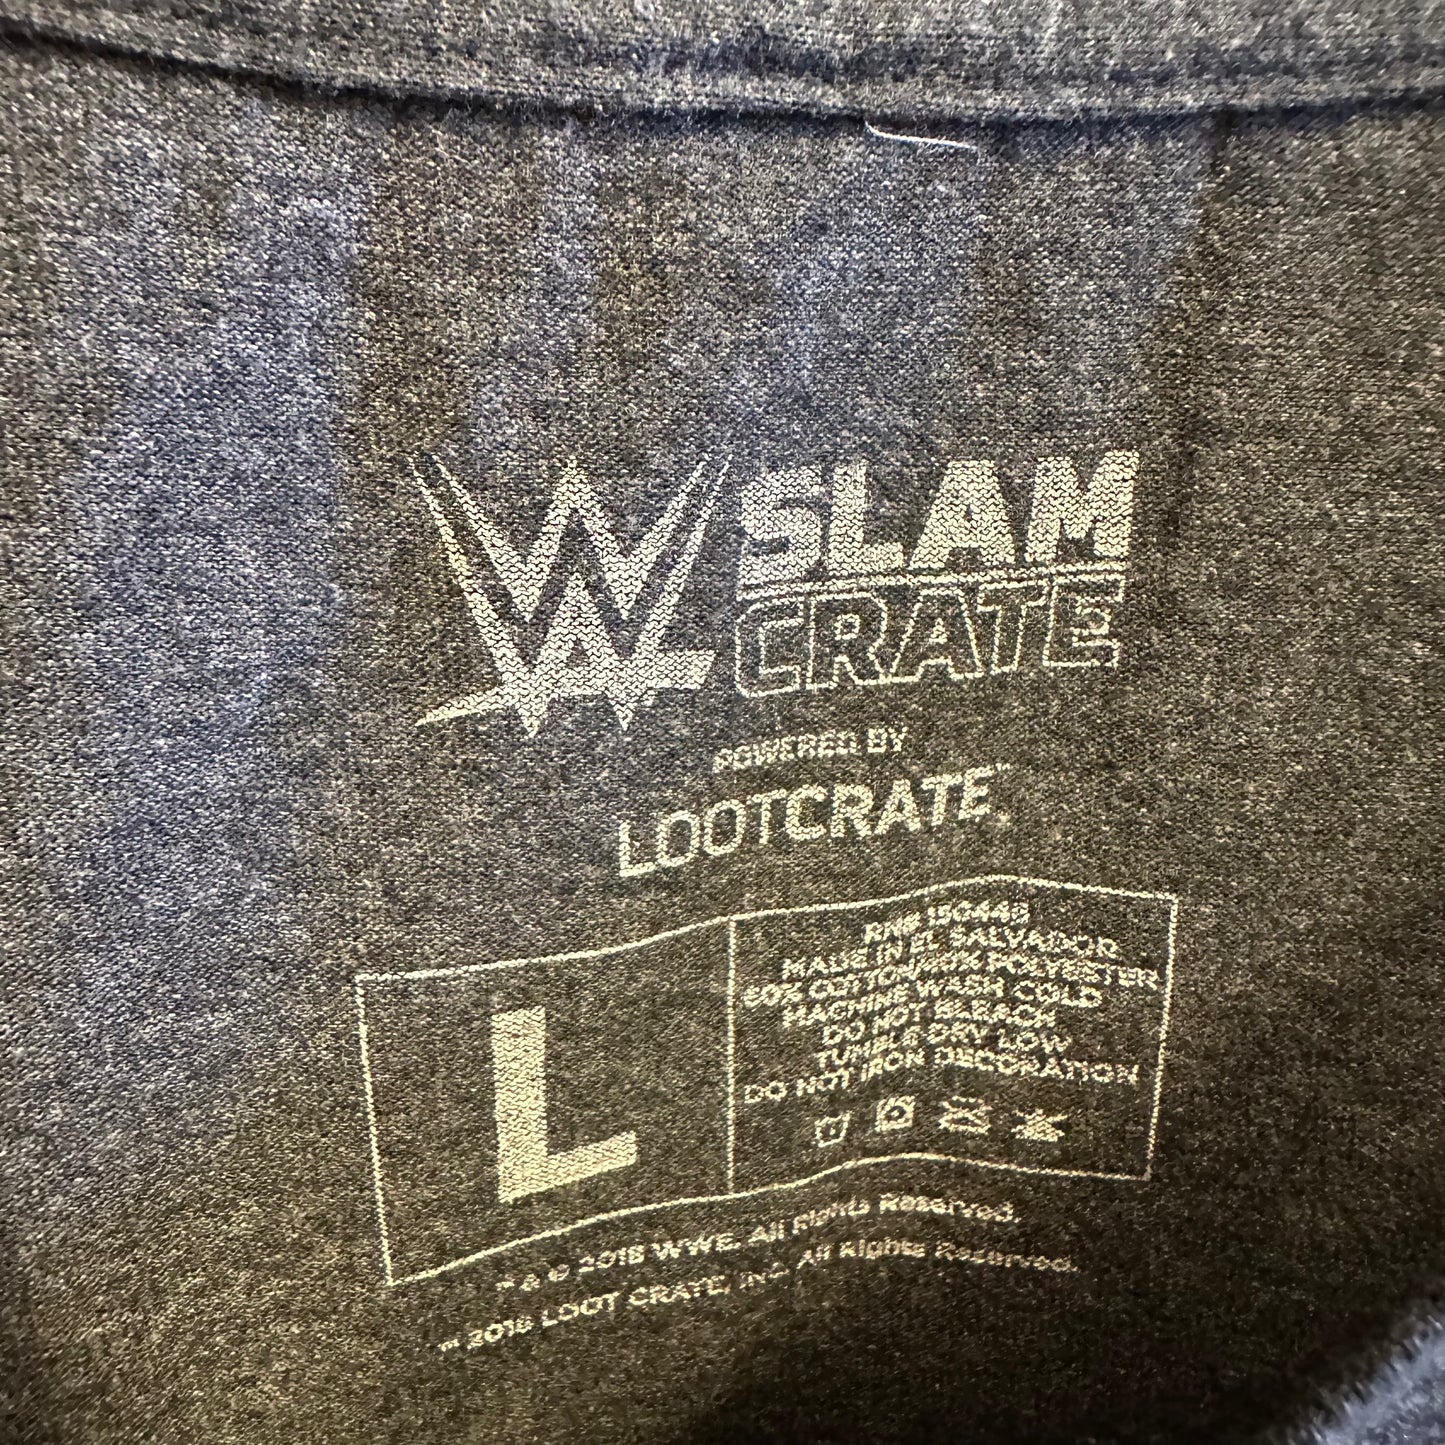 WWE SLAM
CRATE
POWERED BY
LOOTCRATE™
L
RN# 150448
MADE IN EL SALVADOR
60% COTTON/40% POLYESTER
MACHINE WASH COLD
DO NOT BLEACH
TUMBLE DRY LOW
DO NOT IRON DECORATION
™ & © 2018 WWE. All Rights Reserved.
™ 2018 LOOT CRATE, INC. All Rights Reserved.